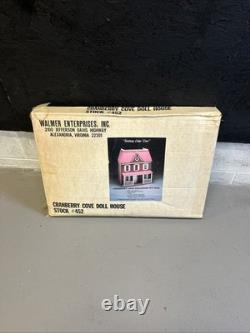 CRANBERRY COVE DOLL HOUSE
STOCK #452
WALMER ENTERPRISES, INC.
2100 JEFFERSON DAVIS HIGHWAY
ALEXANDRIA, VIRGINIA 22301
CRANBERRY COVE DOLL HOUSE
STOCK #452